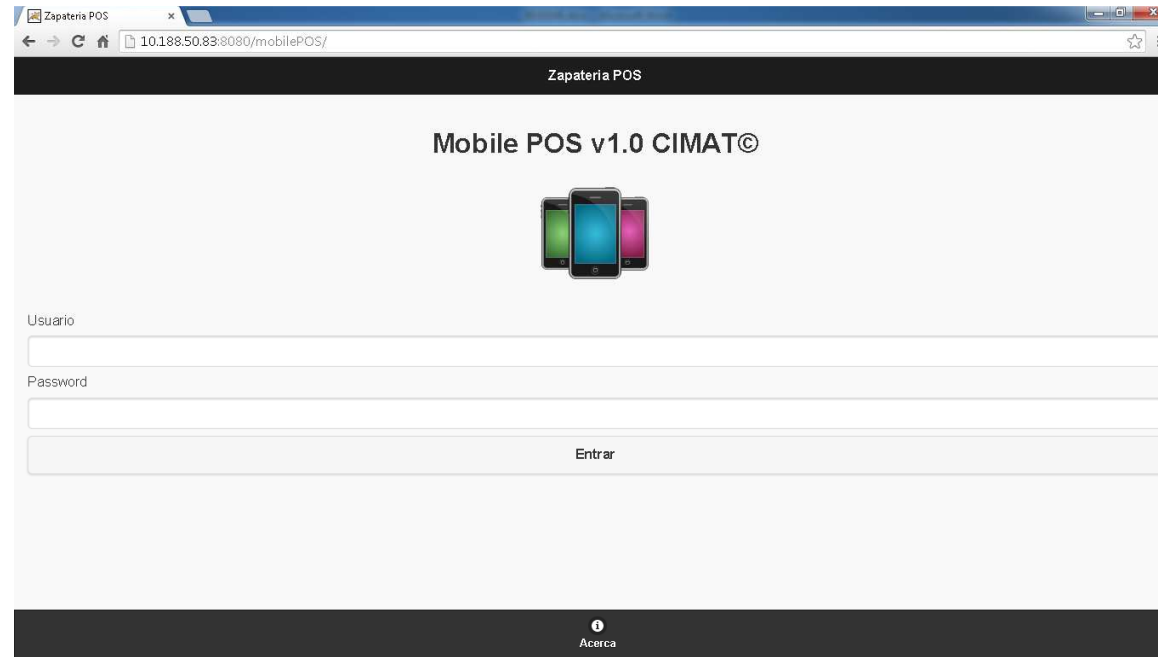 Zapateria POS
10.188.50.83:8080/mobilePOS/
Zapateria POS
Mobile POS v1.0 CIMAT©
Usuario
Password
Entrar
Acerca